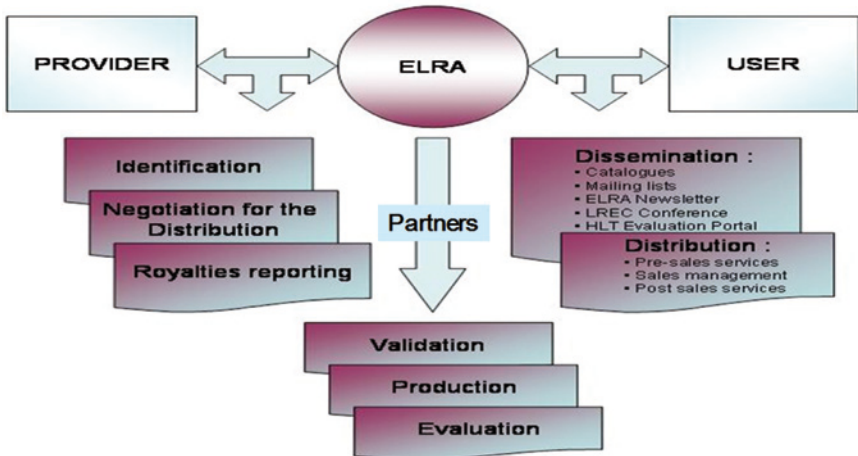 PROVIDER
ELRA
USER
Identification
Negotiation for the
Distribution
Royalties reporting
Partners
Dissemination :
▪ Catalogues
▪ Mailing lists
▪ ELRA Newsletter
▪ LREC Conference
▪ HLT Evaluation Portal
Distribution :
▪ Pre-sales services
▪ Sales management
▪ Post sales services
Validation
Production
Evaluation